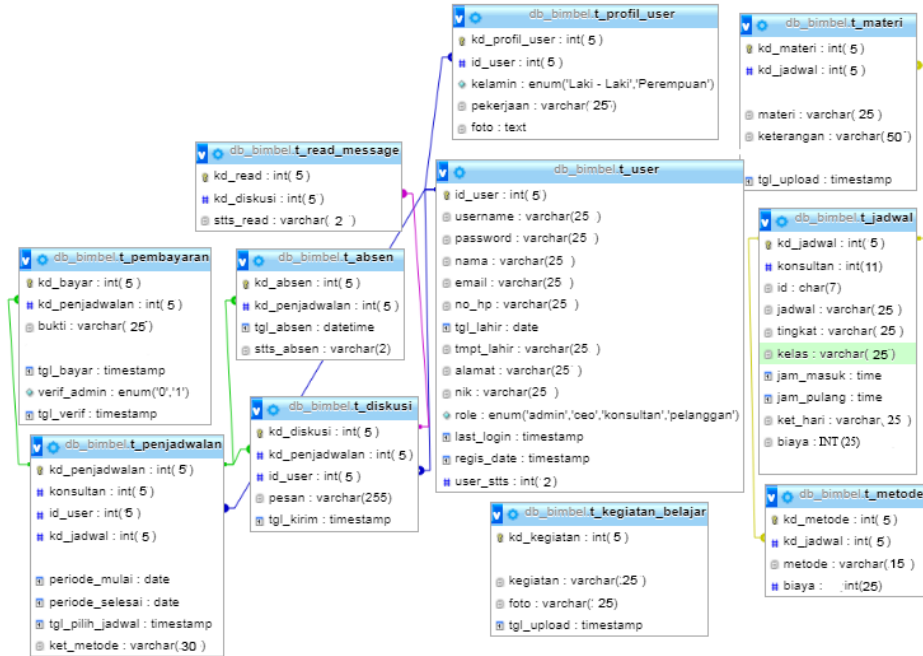 db_bimbel.t_profil_user
kd_profil_user : int( 5 )
id_user : int( 5 )
kelamin : enum('Laki - Laki','Perempuan')
pekerjaan : varchar( 25 )
foto : text
db_bimbel.t_materi
kd_materi : int( 5 )
kd_jadwal : int( 5 )
materi : varchar( 25 )
keterangan : varchar( 50 )
tgl_upload : timestamp
db_bimbel.t_read_message
kd_read : int( 5 )
kd_diskusi : int( 5 )
stts_read : varchar( 2 )
db_bimbel.t_user
id_user : int( 5 )
username : varchar(25 )
password : varchar(25 )
nama : varchar(25 )
email : varchar(25 )
no_hp : varchar(25 )
tgl_lahir : date
tmpt_lahir : varchar(25 )
alamat : varchar(25 )
nik : varchar(25 )
role : enum('admin','ceo','konsultan','pelanggan')
last_login : timestamp
regis_date : timestamp
user_stts : int( 2 )
db_bimbel.t_jadwal
kd_jadwal : int( 5 )
konsultan : int(11)
id : char(7)
jadwal : varchar( 25 )
tingkat : varchar( 25 )
kelas : varchar( 25 )
jam_masuk : time
jam_pulang : time
ket_hari : varchar( 25 )
biaya : INT (25)
db_bimbel.t_pembayaran
kd_bayar : int( 5 )
kd_penjadwalan : int( 5 )
bukti : varchar( 25 )
tgl_bayar : timestamp
verif_admin : enum('0','1')
tgl_verif : timestamp
db_bimbel.t_absen
kd_absen : int( 5 )
kd_penjadwalan : int( 5 )
tgl_absen : datetime
stts_absen : varchar(2)
db_bimbel.t_diskusi
kd_diskusi : int( 5 )
kd_penjadwalan : int( 5 )
id_user : int( 5 )
pesan : varchar(255)
tgl_kirim : timestamp
db_bimbel.t_penjadwalan
kd_penjadwalan : int( 5 )
konsultan : int( 5 )
id_user : int( 5 )
kd_jadwal : int( 5 )
periode_mulai : date
periode_selesai : date
tgl_pilih_jadwal : timestamp
ket_metode : varchar( 30 )
db_bimbel.t_kegiatan_belajar
kd_kegiatan : int( 5 )
kegiatan : varchar( 25 )
foto : varchar( 25 )
tgl_upload : timestamp
db_bimbel.t_metode
kd_metode : int( 5 )
kd_jadwal : int( 5 )
metode : varchar( 15 )
biaya : int(25)